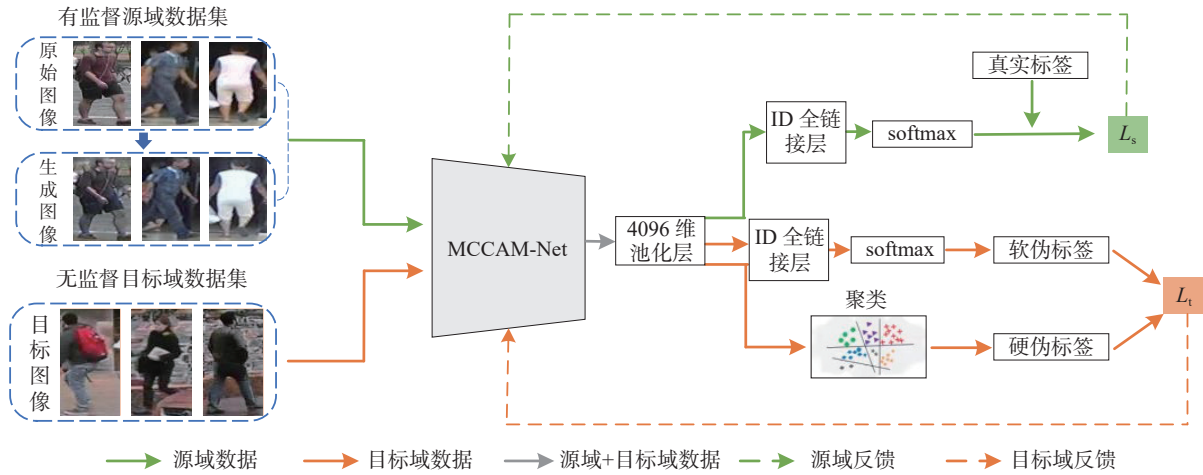 有监督源域数据集
原始图像
生成图像
无监督目标域数据集
目标图像
MCCAM-Net
4096 维
池化层
ID 全链
接层
softmax
真实标签
Ls
ID 全链
接层
softmax
软伪标签
聚类
硬伪标签
Lt
源域数据
目标域数据
源域+目标域数据
源域反馈
目标域反馈